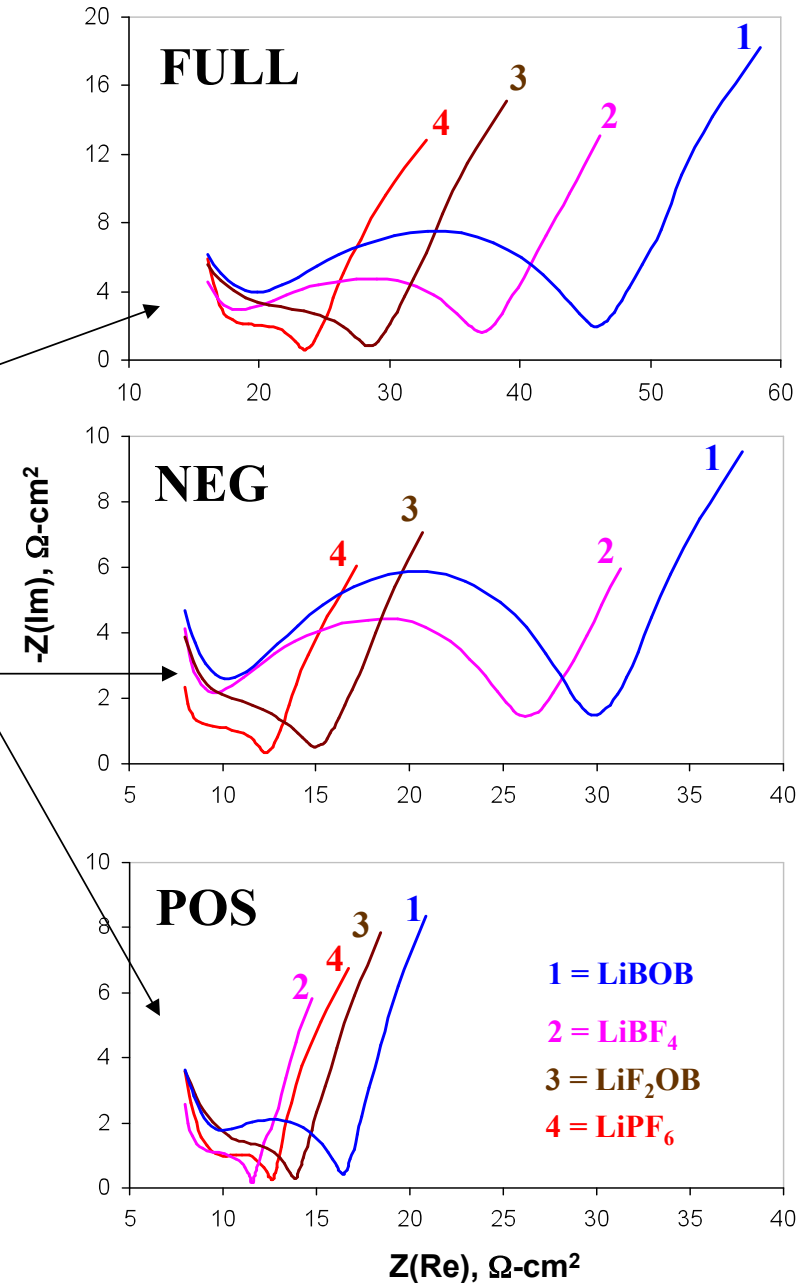 20
16
12
8
4
0
FULL
1
2
3
4
10 20 30 40 50 60
-Z(Im), Ω-cm²
10
8
6
4
2
0
NEG
1
2
3
4
5 10 15 20 25 30 35 40
10
8
6
4
2
0
POS
1
2
3
4
1 = LiBOB
2 = LiBF₄
3 = LiF₂OB
4 = LiPF₆
5 10 15 20 25 30 35 40
Z(Re), Ω-cm²